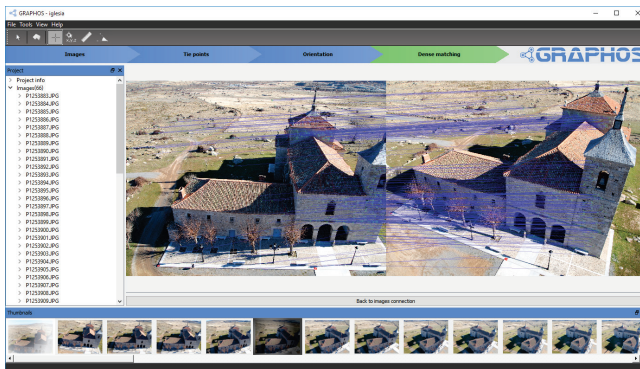 GRAPHOS - iglesia
File Tools View Help
Images
Tie points
Orientation
Dense matching
GRAPHOS
Project
Project info
Images(66)
P1253883.JPG
P1253884.JPG
P1253885.JPG
P1253886.JPG
P1253887.JPG
P1253888.JPG
P1253889.JPG
P1253890.JPG
P1253891.JPG
P1253892.JPG
P1253893.JPG
P1253894.JPG
P1253895.JPG
P1253896.JPG
P1253897.JPG
P1253898.JPG
P1253899.JPG
P1253900.JPG
P1253901.JPG
P1253902.JPG
P1253903.JPG
P1253904.JPG
P1253905.JPG
P1253906.JPG
P1253907.JPG
P1253908.JPG
P1253909.JPG
Back to images connection
Thumbnails